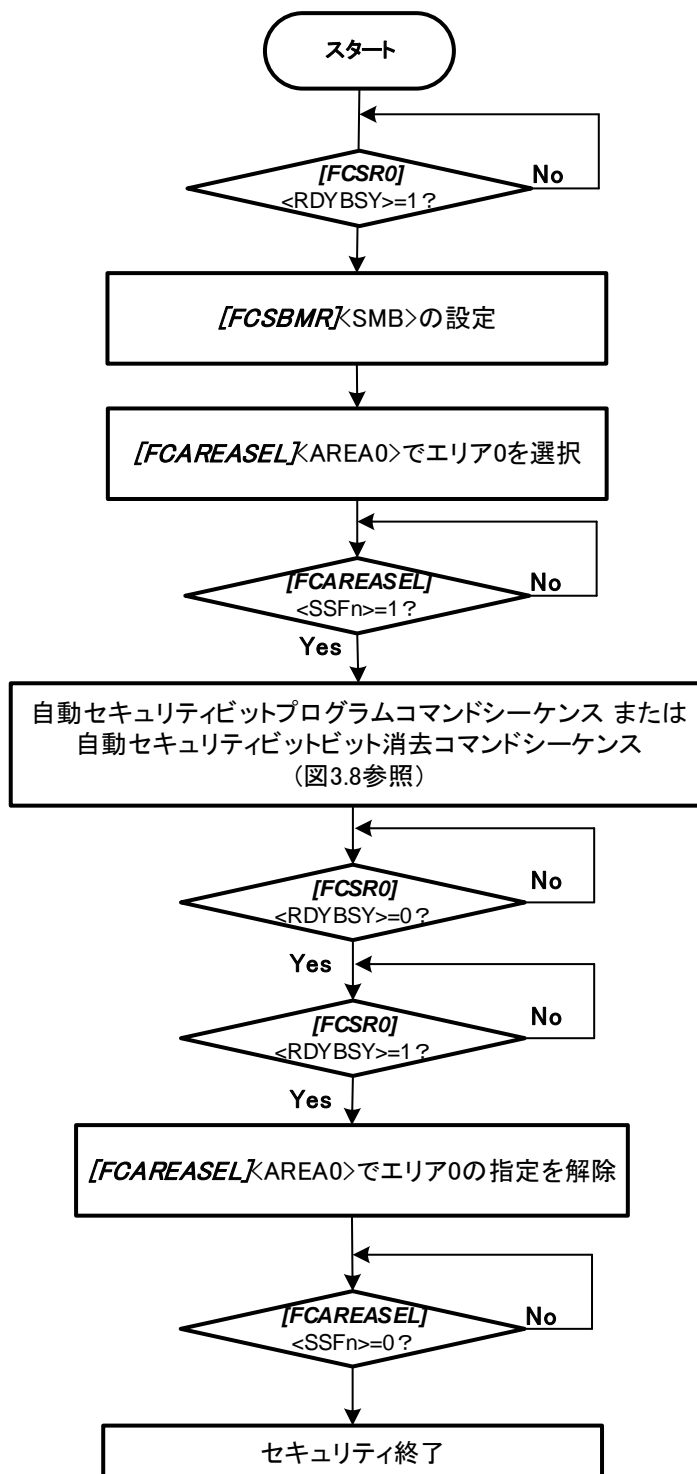 スタート
[FCSR0]
<RDYBSY>=1?
No
[FCSBMR]<SMB>の設定
[FCAREASEL]<AREA0>でエリア0を選択
[FCAREASEL]
<SSFn>=1?
No
Yes
自動セキュリティビットプログラムコマンドシーケンス または
自動セキュリティビットビット消去コマンドシーケンス
(図3.8参照)
[FCSR0]
<RDYBSY>=0?
No
Yes
[FCSR0]
<RDYBSY>=1?
No
Yes
[FCAREASEL]<AREA0>でエリア0の指定を解除
[FCAREASEL]
<SSFn>=0?
No
セキュリティ終了